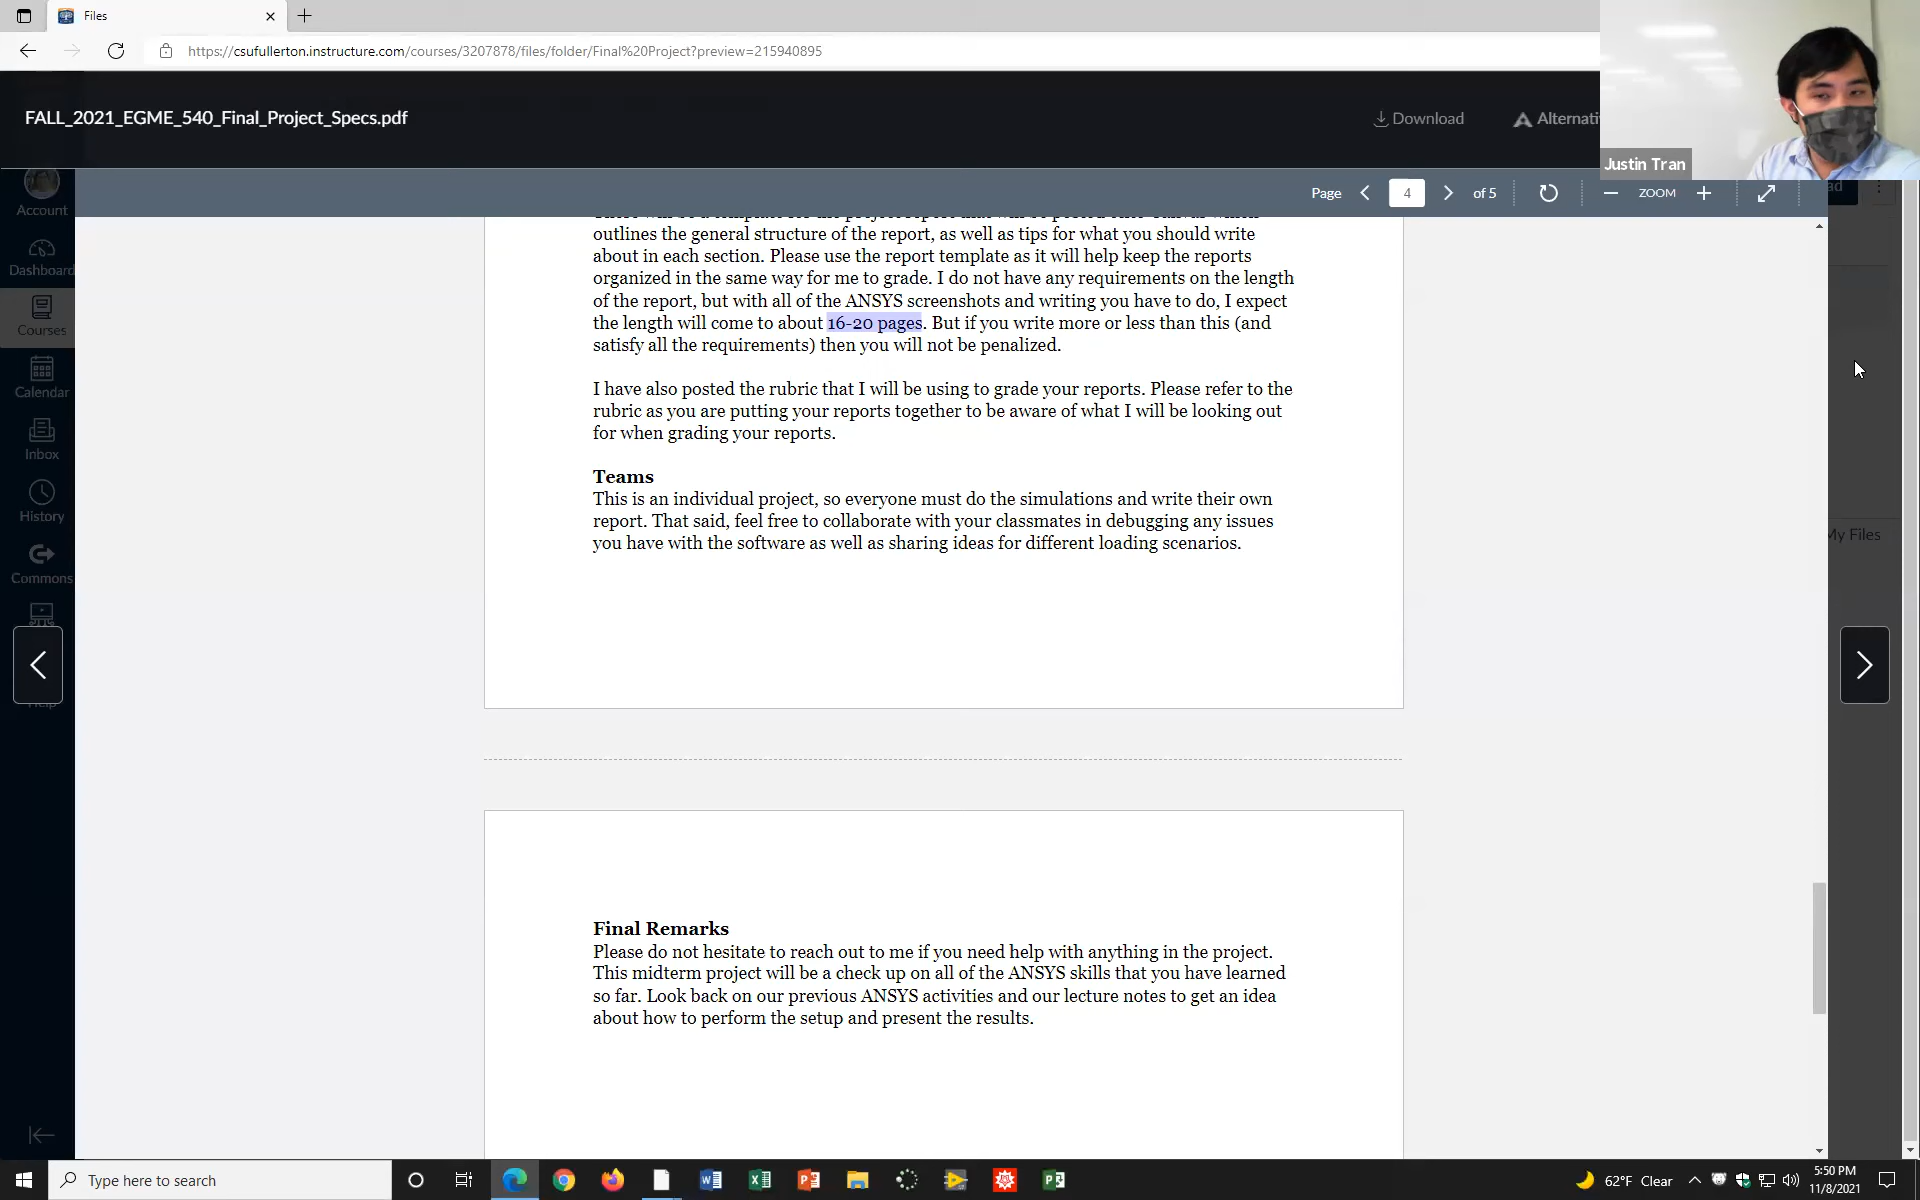 Files
https://csufullerton.instructure.com/courses/3207878/files/folder/Final%20Project?preview=215940895
FALL_2021_EGME_540_Final_Project_Specs.pdf
Download
Alternati
Justin Tran
Account
Page
4
of 5
ZOOM
ad
outlines the general structure of the report, as well as tips for what you should write
about in each section. Please use the report template as it will help keep the reports
organized in the same way for me to grade. I do not have any requirements on the length
of the report, but with all of the ANSYS screenshots and writing you have to do, I expect
the length will come to about 16-20 pages. But if you write more or less than this (and
satisfy all the requirements) then you will not be penalized.
I have also posted the rubric that I will be using to grade your reports. Please refer to the
rubric as you are putting your reports together to be aware of what I will be looking out
for when grading your reports.
Teams
This is an individual project, so everyone must do the simulations and write their own
report. That said, feel free to collaborate with your classmates in debugging any issues
you have with the software as well as sharing ideas for different loading scenarios.
Final Remarks
Please do not hesitate to reach out to me if you need help with anything in the project.
This midterm project will be a check up on all of the ANSYS skills that you have learned
so far. Look back on our previous ANSYS activities and our lecture notes to get an idea
about how to perform the setup and present the results.
Dashboard
Courses
Calendar
Inbox
History
Commons
Help
My Files
Type here to search
62°F Clear
5:50 PM
11/8/2021